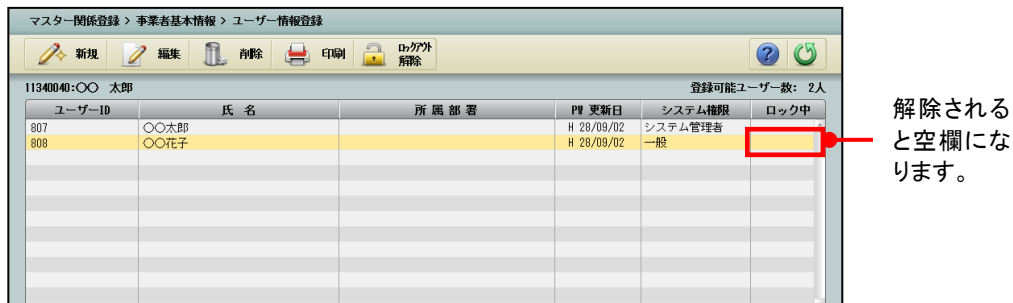 マスター関係登録 > 事業者基本情報 > ユーザー情報登録
新規 編集 削除 印刷 ロックアウト解除 ?
11340040:〇〇 太郎 登録可能ユーザー数: 2人
ユーザーID 氏 名 所 属 部 署 PW 更新日 システム権限 ロック中
807 〇〇太郎 H 28/09/02 システム管理者
808 〇〇花子 H 28/09/02 一般
解除される
と空欄にな
ります。